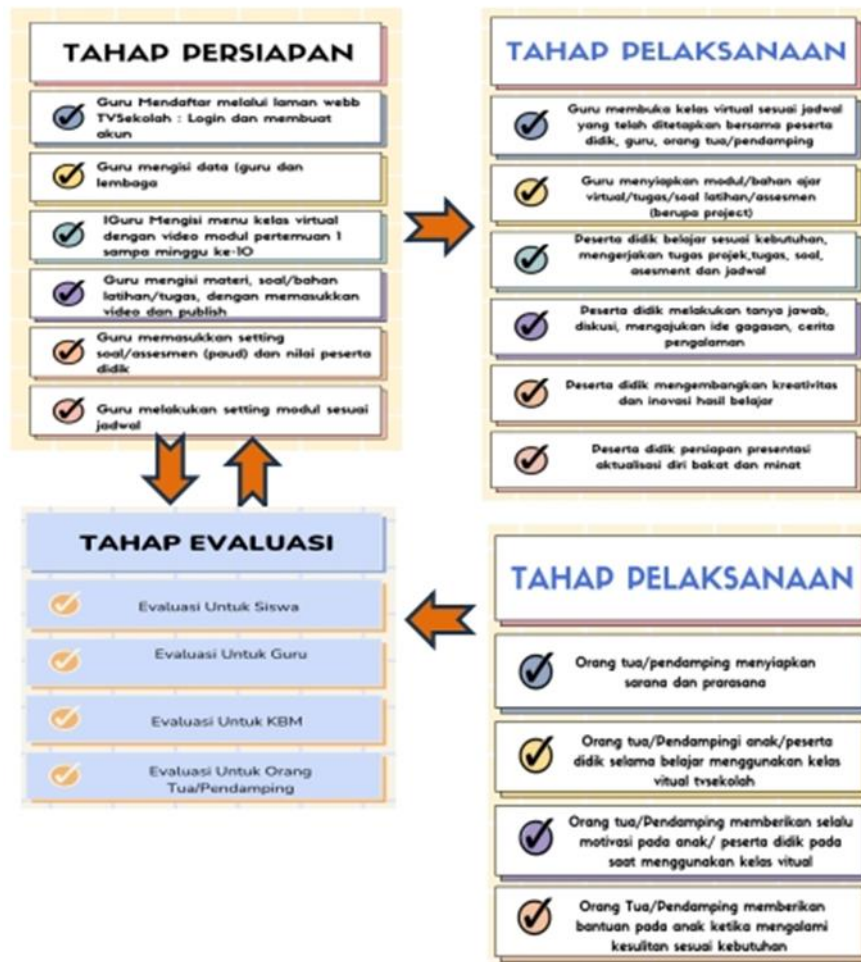 TAHAP PERSIAPAN
Guru Mendaftar melalui laman webb
TVSekolah : Login dan membuat
akun
Guru mengisi data (guru dan
lembaga
IGuru Mengisi menu kelas virtual
dengan video modul pertemuan 1
sampa minggu ke-10
Guru mengisi materi, soal/bahan
latihan/tugas, dengan memasukkan
video dan publish
Guru memasukkan setting
soal/assesmen (paud) dan nilai peserta
didik
Guru melakukan setting modul sesuai
jadwal
TAHAP PELAKSANAAN
Guru membuka kelas virtual sesuai jadwal
yang telah ditetapkan bersama peserta
didik, guru, orang tua/pendamping
Guru menyiapkan modul/bahan ajar
virtual/tugas/soal latihan/assesmen
(berupa project)
Peserta didik belajar sesuai kebutuhan,
mengerjakan tugas projek,tugas, soal,
asesment dan jadwal
Peserta didik melakukan tanya jawab,
diskusi, mengajukan ide gagasan, cerita
pengalaman
Peserta didik mengembangkan kreativitas
dan inovasi hasil belajar
Peserta didik persiapan presentasi
aktualisasi diri bakat dan minat
TAHAP PELAKSANAAN
Orang tua/pendamping menyiapkan
sarana dan prarasana
Orang tua/Pendampingi anak/peserta
didik selama belajar menggunakan kelas
vitual tvsekolah
Orang tua/Pendamping memberikan selalu
motivasi pada anak/ peserta didik pada
saat menggunakan kelas vitual
Orang Tua/Pendamping memberikan
bantuan pada anak ketika mengalami
kesulitan sesuai kebutuhan
TAHAP EVALUASI
Evaluasi Untuk Siswa
Evaluasi Untuk Guru
Evaluasi Untuk KBM
Evaluasi Untuk Orang
Tua/Pendamping